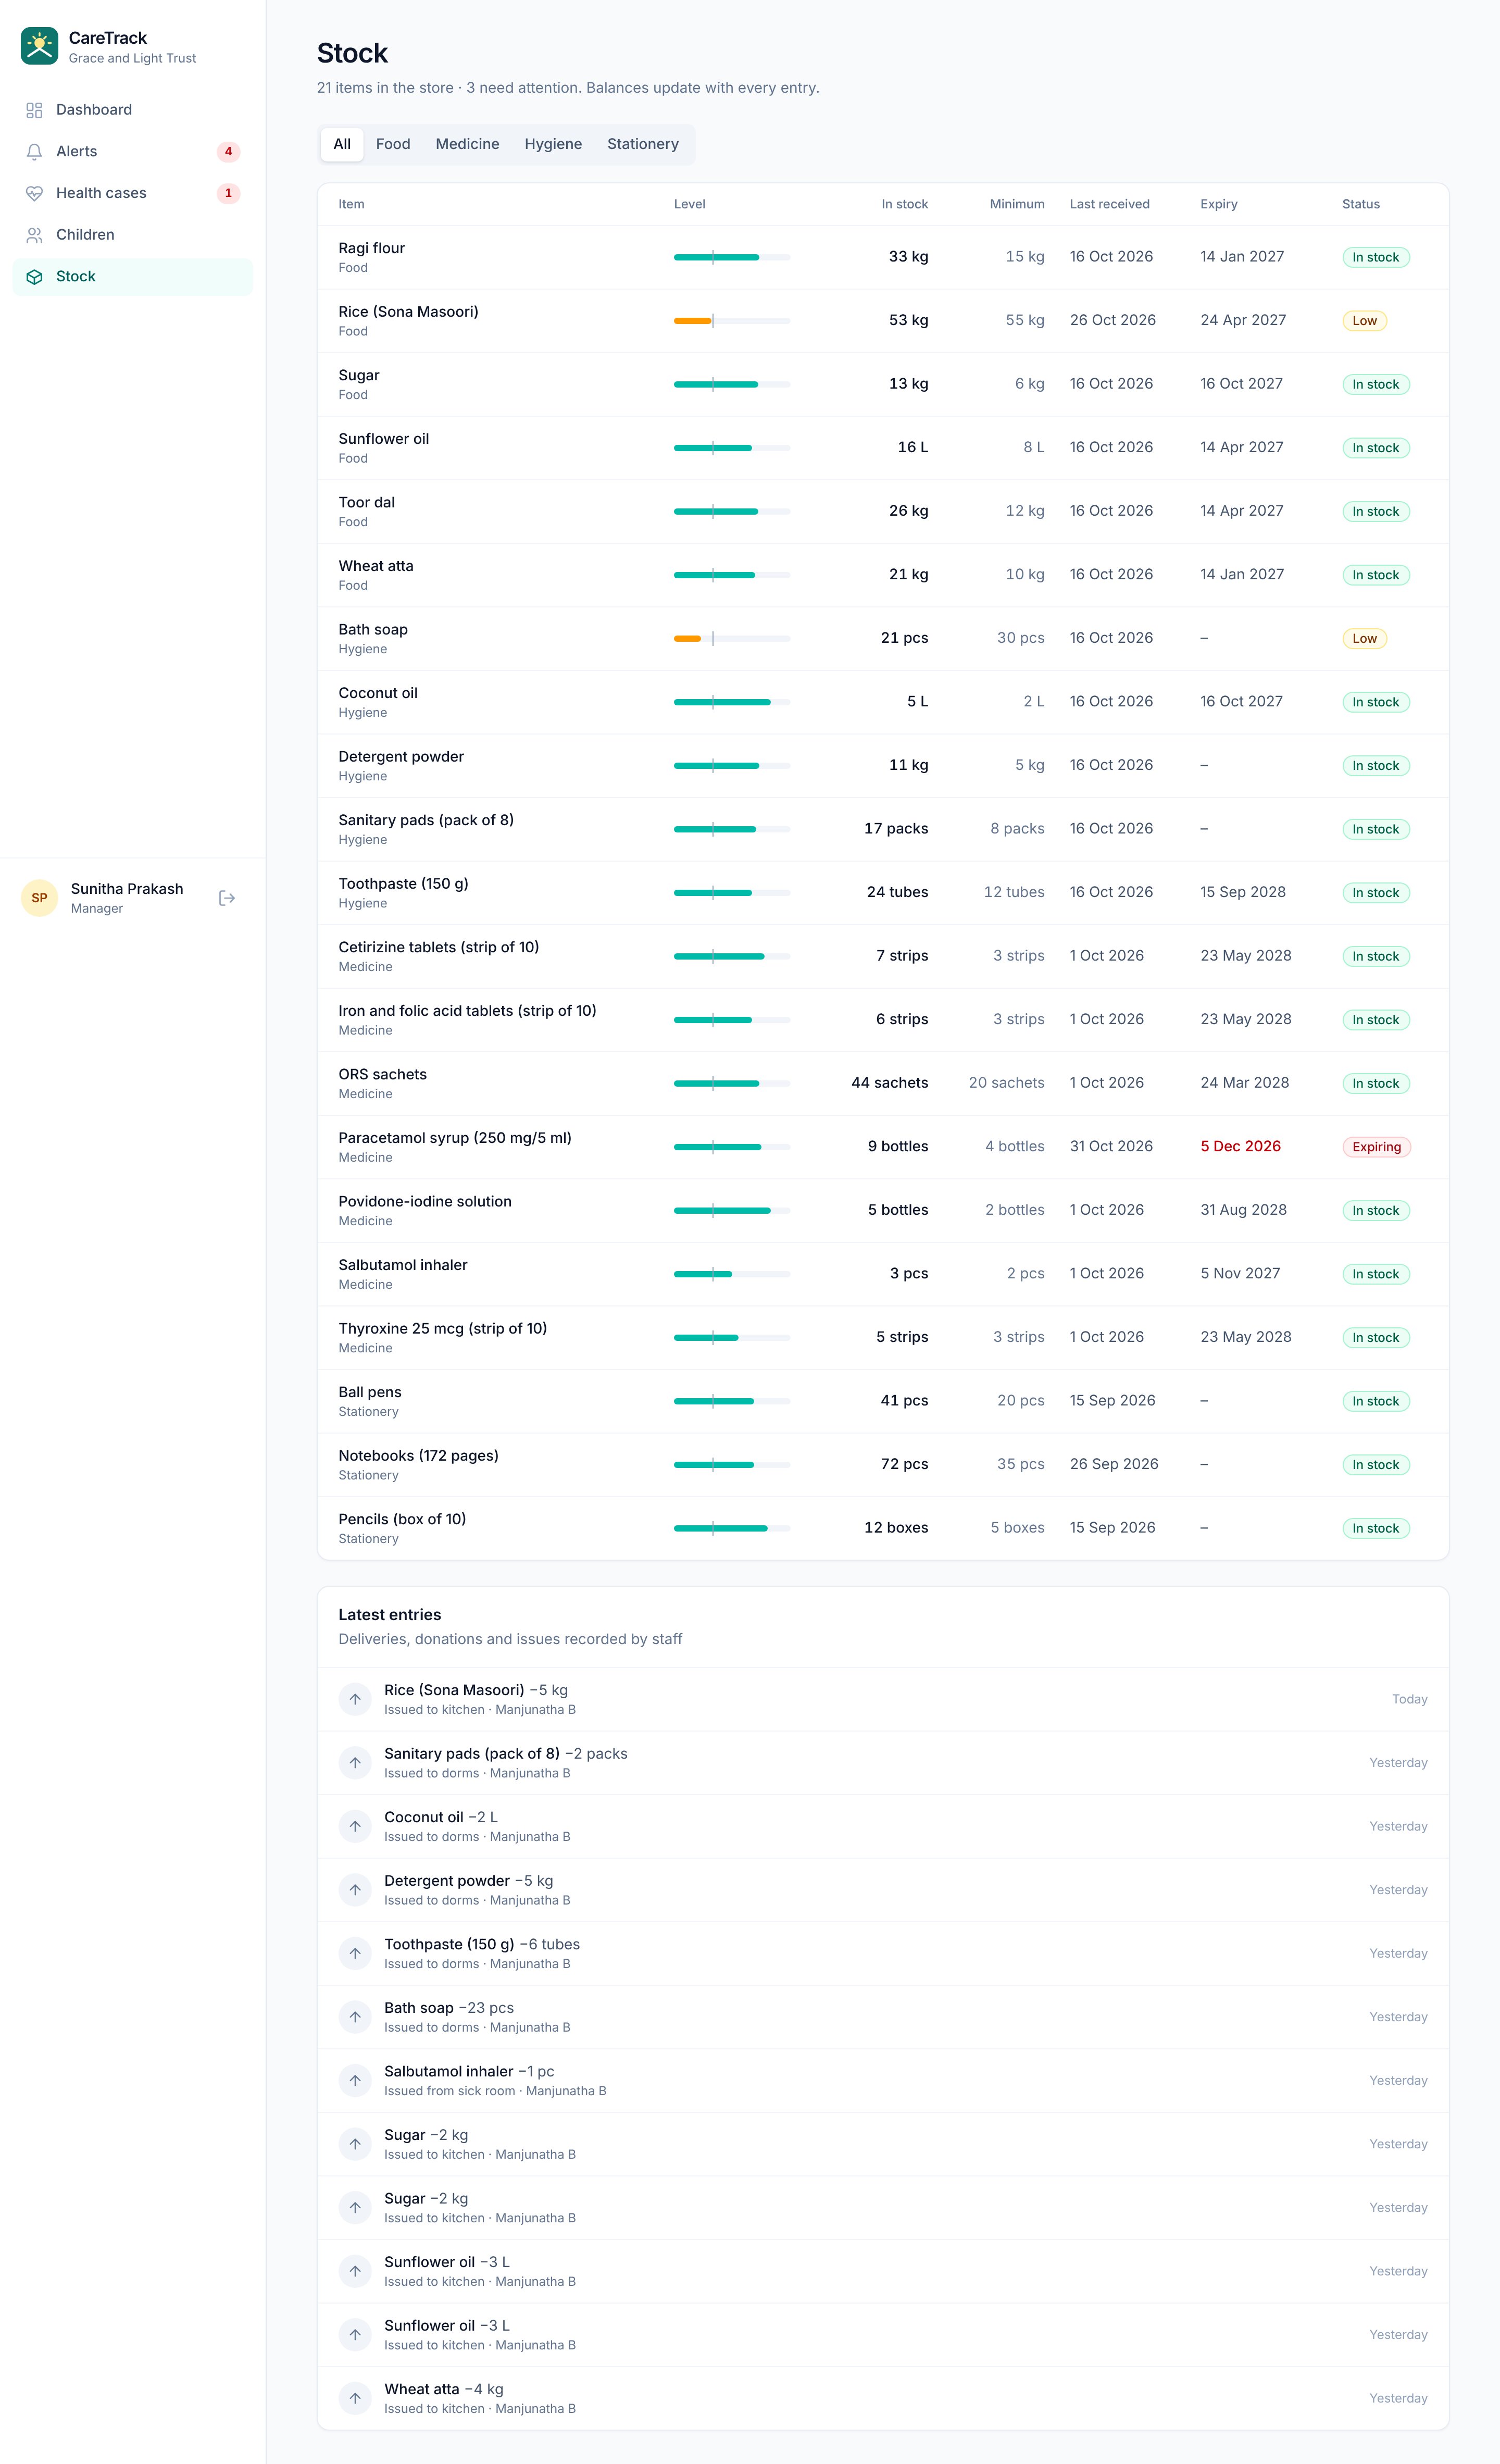 CareTrack
Grace and Light Trust
Dashboard
Alerts 4
Health cases 1
Children
Stock
SP Sunitha Prakash
Manager
Stock
21 items in the store · 3 need attention. Balances update with every entry.
All Food Medicine Hygiene Stationery
Item Level In stock Minimum Last received Expiry Status
Ragi flour
Food
33 kg 15 kg 16 Oct 2026 14 Jan 2027 In stock
Rice (Sona Masoori)
Food
53 kg 55 kg 26 Oct 2026 24 Apr 2027 Low
Sugar
Food
13 kg 6 kg 16 Oct 2026 16 Oct 2027 In stock
Sunflower oil
Food
16 L 8 L 16 Oct 2026 14 Apr 2027 In stock
Toor dal
Food
26 kg 12 kg 16 Oct 2026 14 Apr 2027 In stock
Wheat atta
Food
21 kg 10 kg 16 Oct 2026 14 Jan 2027 In stock
Bath soap
Hygiene
21 pcs 30 pcs 16 Oct 2026 – Low
Coconut oil
Hygiene
5 L 2 L 16 Oct 2026 16 Oct 2027 In stock
Detergent powder
Hygiene
11 kg 5 kg 16 Oct 2026 – In stock
Sanitary pads (pack of 8)
Hygiene
17 packs 8 packs 16 Oct 2026 – In stock
Toothpaste (150 g)
Hygiene
24 tubes 12 tubes 16 Oct 2026 15 Sep 2028 In stock
Cetirizine tablets (strip of 10)
Medicine
7 strips 3 strips 1 Oct 2026 23 May 2028 In stock
Iron and folic acid tablets (strip of 10)
Medicine
6 strips 3 strips 1 Oct 2026 23 May 2028 In stock
ORS sachets
Medicine
44 sachets 20 sachets 1 Oct 2026 24 Mar 2028 In stock
Paracetamol syrup (250 mg/5 ml)
Medicine
9 bottles 4 bottles 31 Oct 2026 5 Dec 2026 Expiring
Povidone-iodine solution
Medicine
5 bottles 2 bottles 1 Oct 2026 31 Aug 2028 In stock
Salbutamol inhaler
Medicine
3 pcs 2 pcs 1 Oct 2026 5 Nov 2027 In stock
Thyroxine 25 mcg (strip of 10)
Medicine
5 strips 3 strips 1 Oct 2026 23 May 2028 In stock
Ball pens
Stationery
41 pcs 20 pcs 15 Sep 2026 – In stock
Notebooks (172 pages)
Stationery
72 pcs 35 pcs 26 Sep 2026 – In stock
Pencils (box of 10)
Stationery
12 boxes 5 boxes 15 Sep 2026 – In stock
Latest entries
Deliveries, donations and issues recorded by staff
Rice (Sona Masoori) −5 kg
Issued to kitchen · Manjunatha B
Today
Sanitary pads (pack of 8) −2 packs
Issued to dorms · Manjunatha B
Yesterday
Coconut oil −2 L
Issued to dorms · Manjunatha B
Yesterday
Detergent powder −5 kg
Issued to dorms · Manjunatha B
Yesterday
Toothpaste (150 g) −6 tubes
Issued to dorms · Manjunatha B
Yesterday
Bath soap −23 pcs
Issued to dorms · Manjunatha B
Yesterday
Salbutamol inhaler −1 pc
Issued from sick room · Manjunatha B
Yesterday
Sugar −2 kg
Issued to kitchen · Manjunatha B
Yesterday
Sugar −2 kg
Issued to kitchen · Manjunatha B
Yesterday
Sunflower oil −3 L
Issued to kitchen · Manjunatha B
Yesterday
Sunflower oil −3 L
Issued to kitchen · Manjunatha B
Yesterday
Wheat atta −4 kg
Issued to kitchen · Manjunatha B
Yesterday